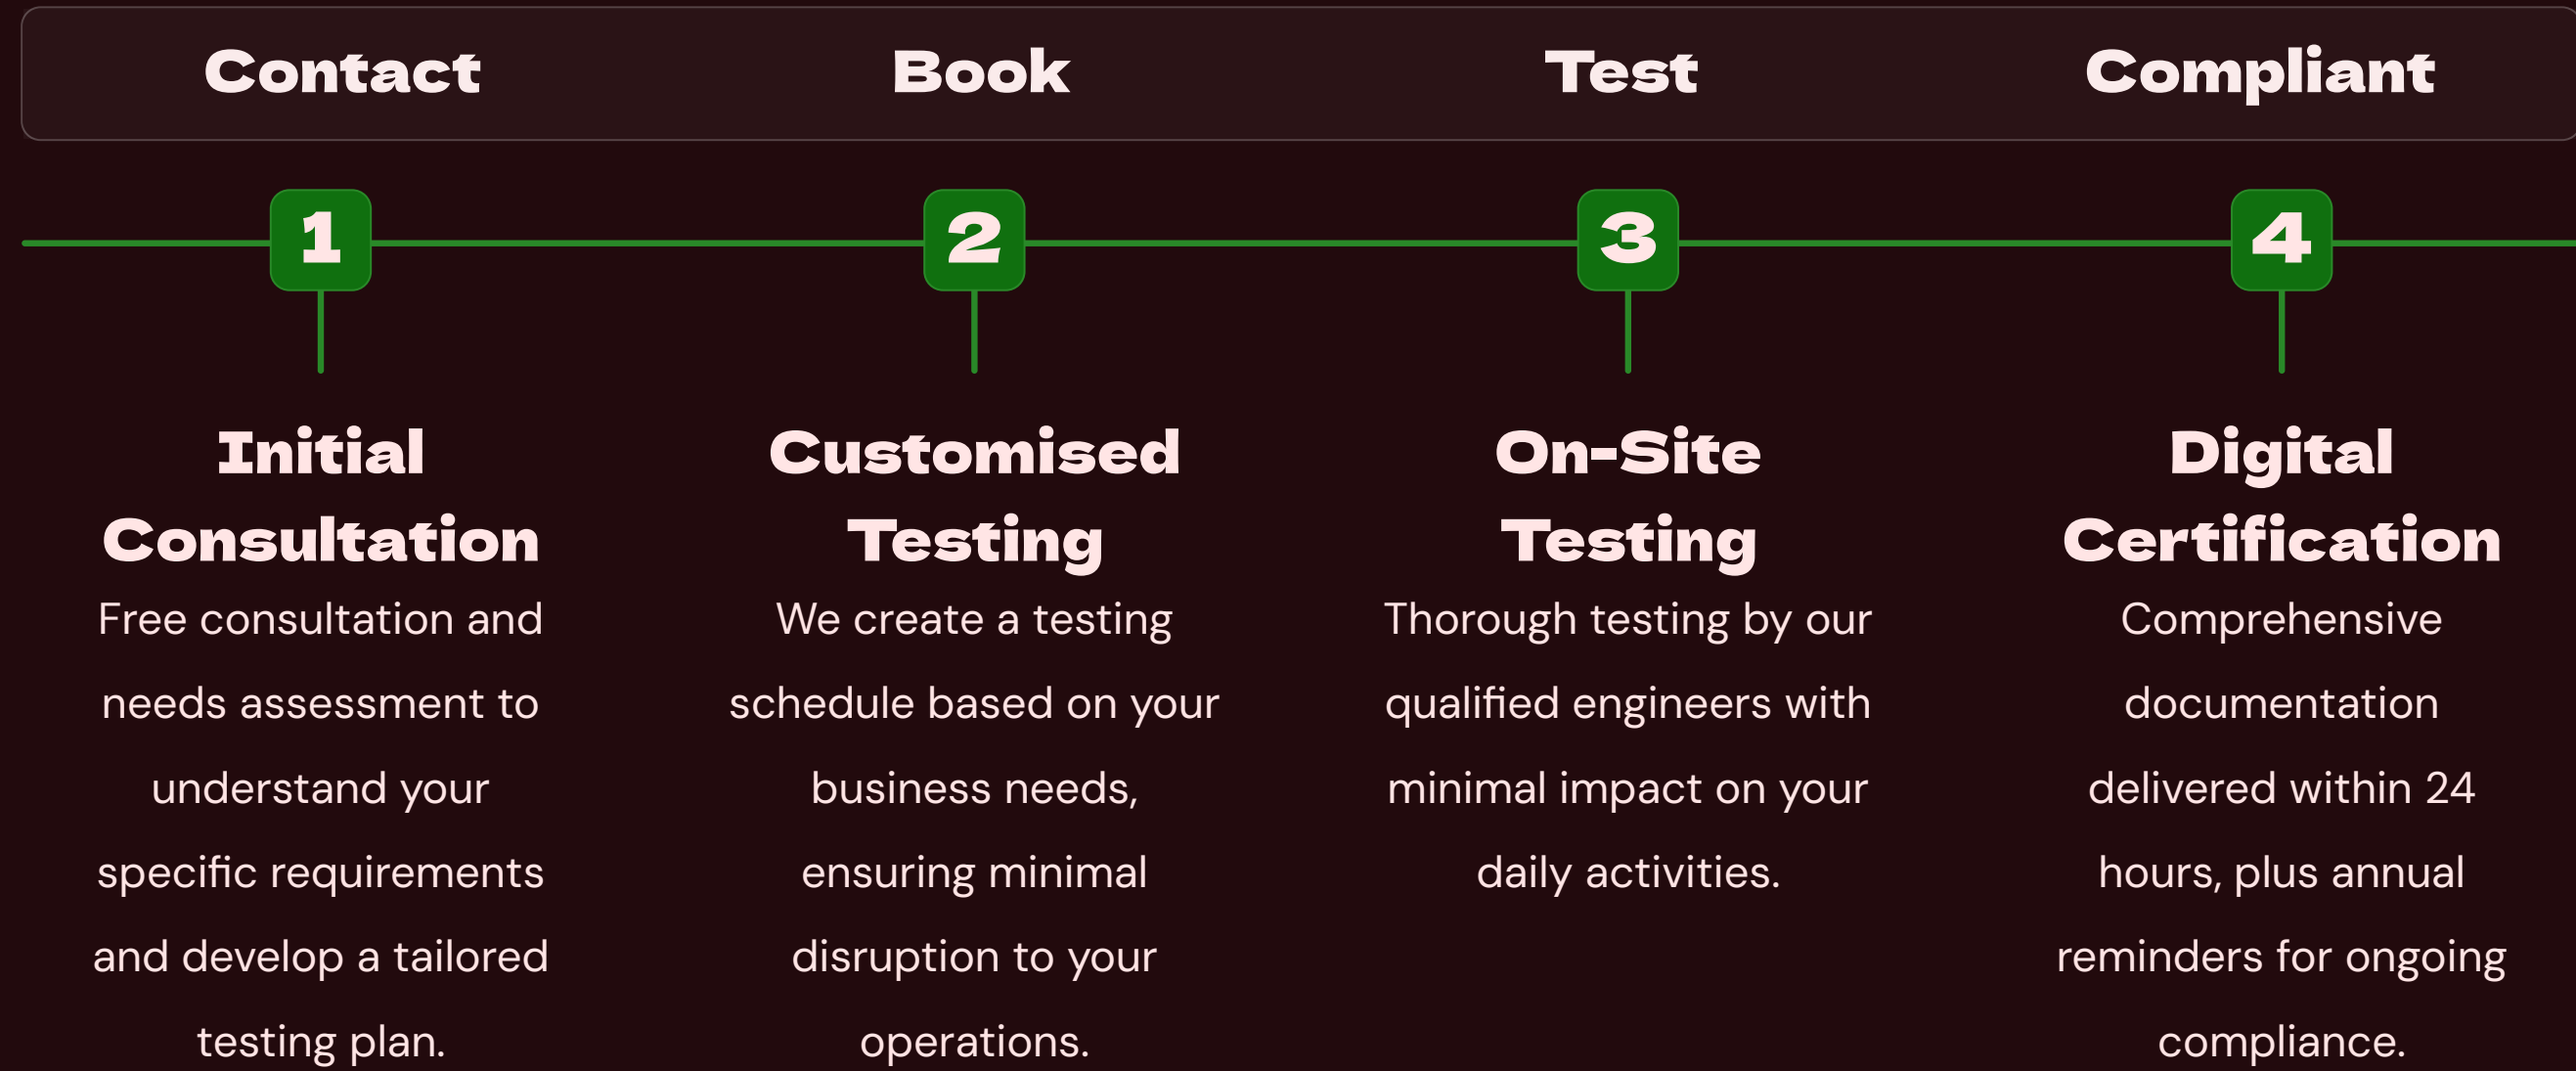 Contact
Book
Test
Compliant
1
2
3
4
Initial
Consultation
Free consultation and
needs assessment to
understand your
specific requirements
and develop a tailored
testing plan.
Customised
Testing
We create a testing
schedule based on your
business needs,
ensuring minimal
disruption to your
operations.
On-Site
Testing
Thorough testing by our
qualified engineers with
minimal impact on your
daily activities.
Digital
Certification
Comprehensive
documentation
delivered within 24
hours, plus annual
reminders for ongoing
compliance.